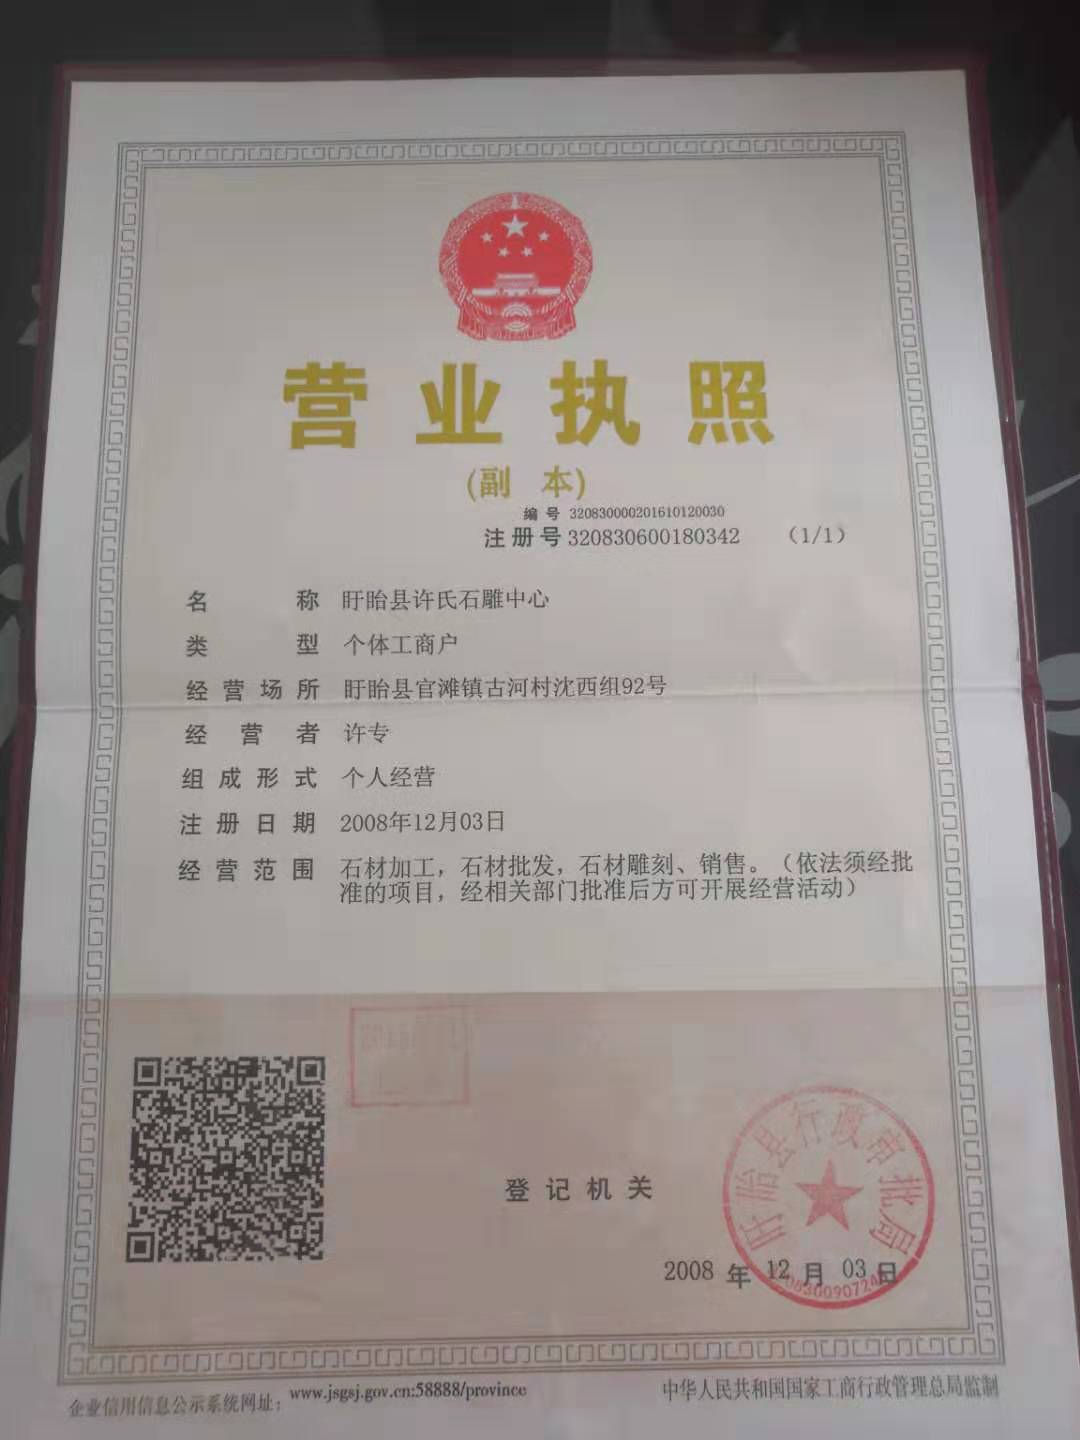 营业执照
(副 本)
编 号 320830000201610120030
注册号 320830600180342 （1/1）
名 称 盱眙县许氏石雕中心
类 型 个体工商户
经营场所 盱眙县官滩镇古河村沈西组92号
经 营 者 许专
组成形式 个人经营
注册日期 2008年12月03日
经营范围 石材加工，石材批发，石材雕刻、销售。（依法须经批
准的项目，经相关部门批准后方可开展经营活动）
盱眙县行政审批局
登记机关
2008 年 12 月 03 日
企业信用信息公示系统网址： www.jsgsj.gov.cn:58888/province
中华人民共和国国家工商行政管理总局监制